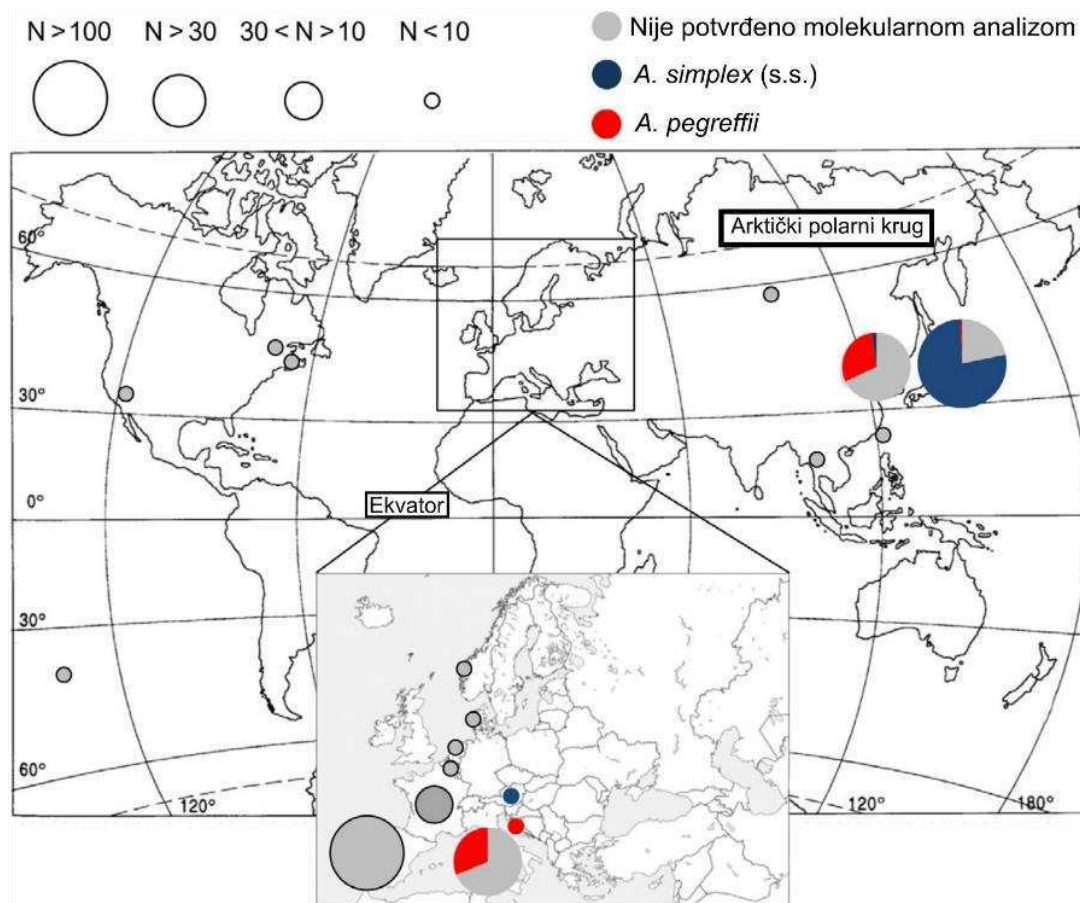 N > 100 N > 30 30 < N > 10 N < 10
Nije potvrđeno molekularnom analizom
A. simplex (s.s.)
A. pegreffii
Arktički polarni krug
60°
30°
Ekvator
0°
30°
60°
120° 120° 180°